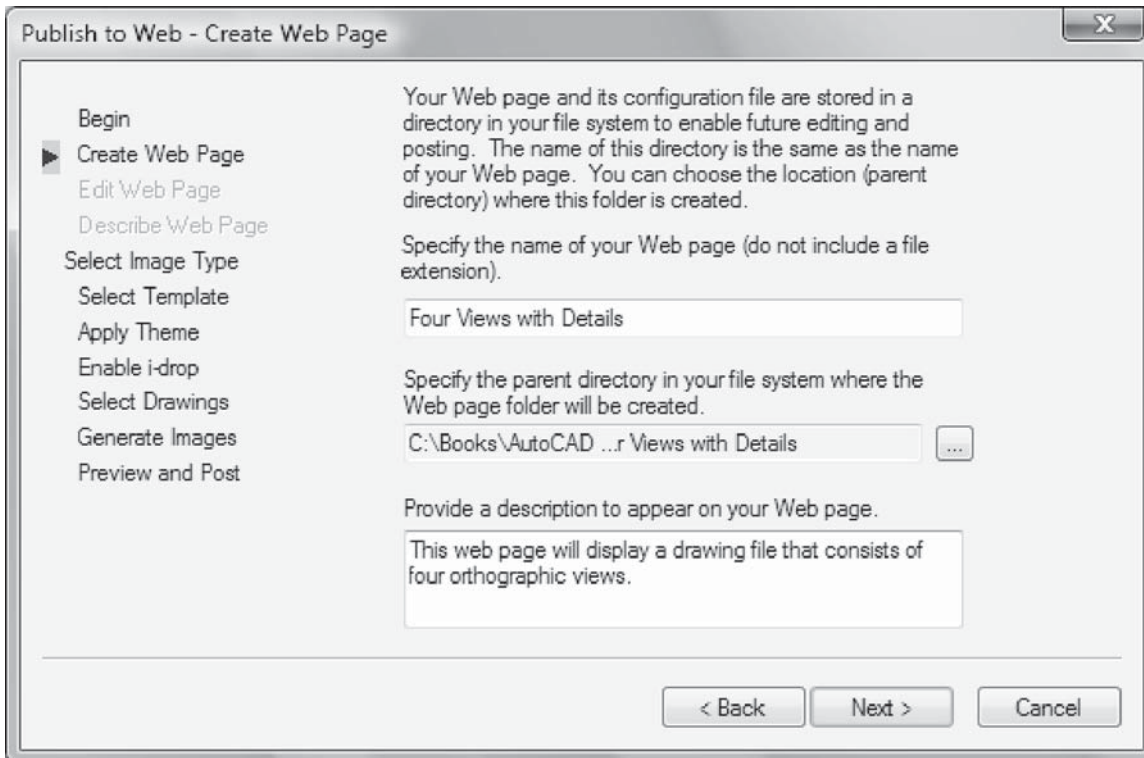 Publish to Web - Create Web Page
X
Begin
Create Web Page
Edit Web Page
Describe Web Page
Select Image Type
Select Template
Apply Theme
Enable i-drop
Select Drawings
Generate Images
Preview and Post
Your Web page and its configuration file are stored in a
directory in your file system to enable future editing and
posting. The name of this directory is the same as the name
of your Web page. You can choose the location (parent
directory) where this folder is created.
Specify the name of your Web page (do not include a file
extension).
Four Views with Details
Specify the parent directory in your file system where the
Web page folder will be created.
C:\Books\AutoCAD ...r Views with Details
...
Provide a description to appear on your Web page.
This web page will display a drawing file that consists of
four orthographic views.
< Back
Next >
Cancel